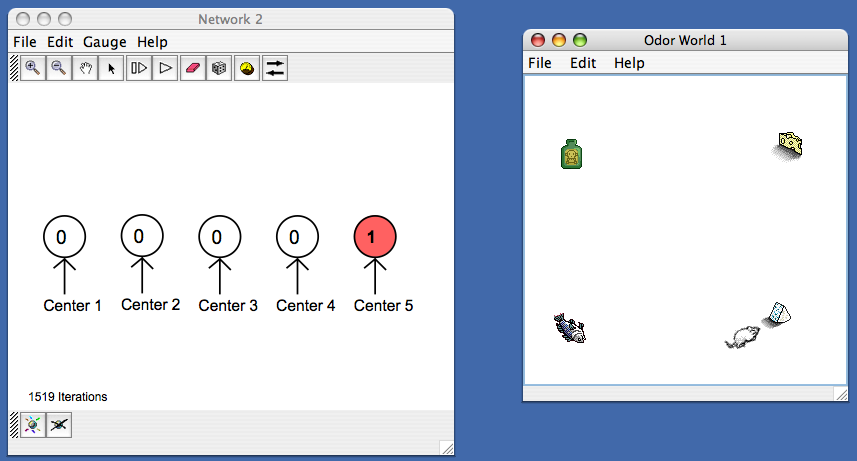 Network 2
File Edit Gauge Help
0 0 0 0 1
Center 1 Center 2 Center 3 Center 4 Center 5
1519 Iterations
Odor World 1
File Edit Help